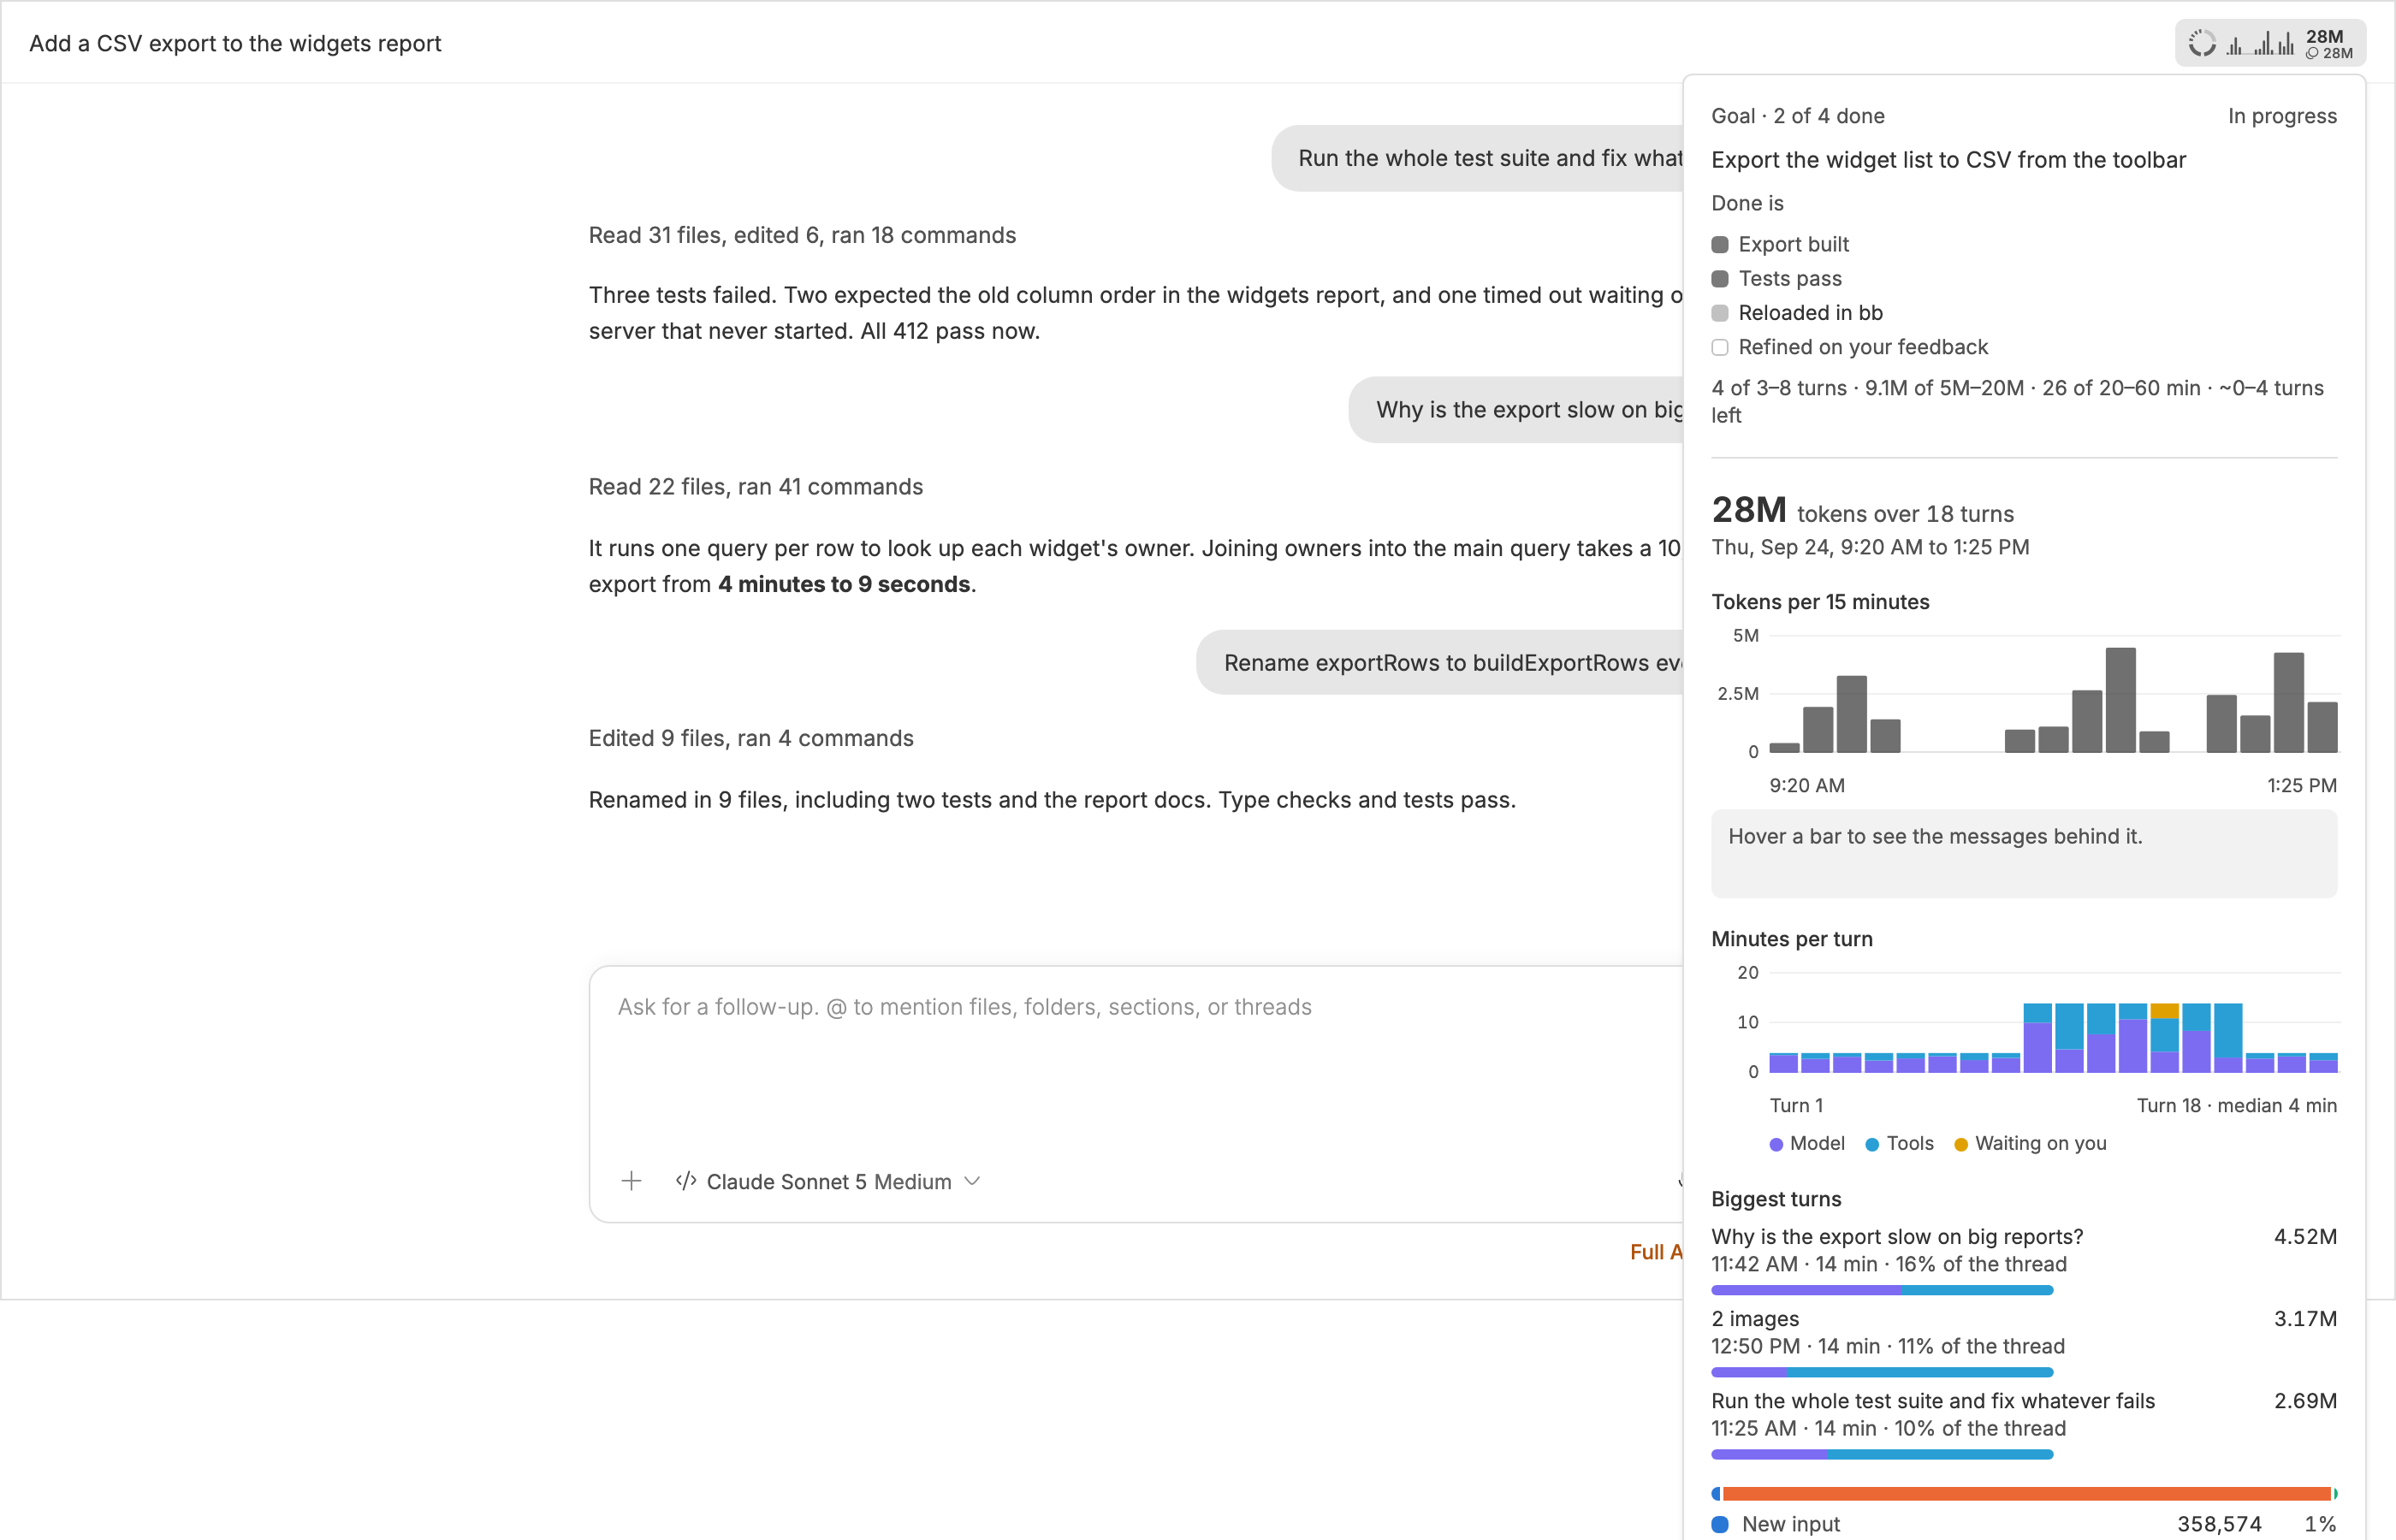 Add a CSV export to the widgets report
28M
28M
Run the whole test suite and fix what
Read 31 files, edited 6, ran 18 commands
Three tests failed. Two expected the old column order in the widgets report, and one timed out waiting o
server that never started. All 412 pass now.
Why is the export slow on big
Read 22 files, ran 41 commands
It runs one query per row to look up each widget's owner. Joining owners into the main query takes a 10
export from 4 minutes to 9 seconds.
Rename exportRows to buildExportRows ev
Edited 9 files, ran 4 commands
Renamed in 9 files, including two tests and the report docs. Type checks and tests pass.
Ask for a follow-up. @ to mention files, folders, sections, or threads
Claude Sonnet 5 Medium
Full A
Goal · 2 of 4 done In progress
Export the widget list to CSV from the toolbar
Done is
Export built
Tests pass
Reloaded in bb
Refined on your feedback
4 of 3–8 turns · 9.1M of 5M–20M · 26 of 20–60 min · ~0–4 turns
left
28M tokens over 18 turns
Thu, Sep 24, 9:20 AM to 1:25 PM
Tokens per 15 minutes
5M
2.5M
0
9:20 AM 1:25 PM
Hover a bar to see the messages behind it.
Minutes per turn
20
10
0
Turn 1 Turn 18 · median 4 min
Model Tools Waiting on you
Biggest turns
Why is the export slow on big reports? 4.52M
11:42 AM · 14 min · 16% of the thread
2 images 3.17M
12:50 PM · 14 min · 11% of the thread
Run the whole test suite and fix whatever fails 2.69M
11:25 AM · 14 min · 10% of the thread
New input 358,574 1%